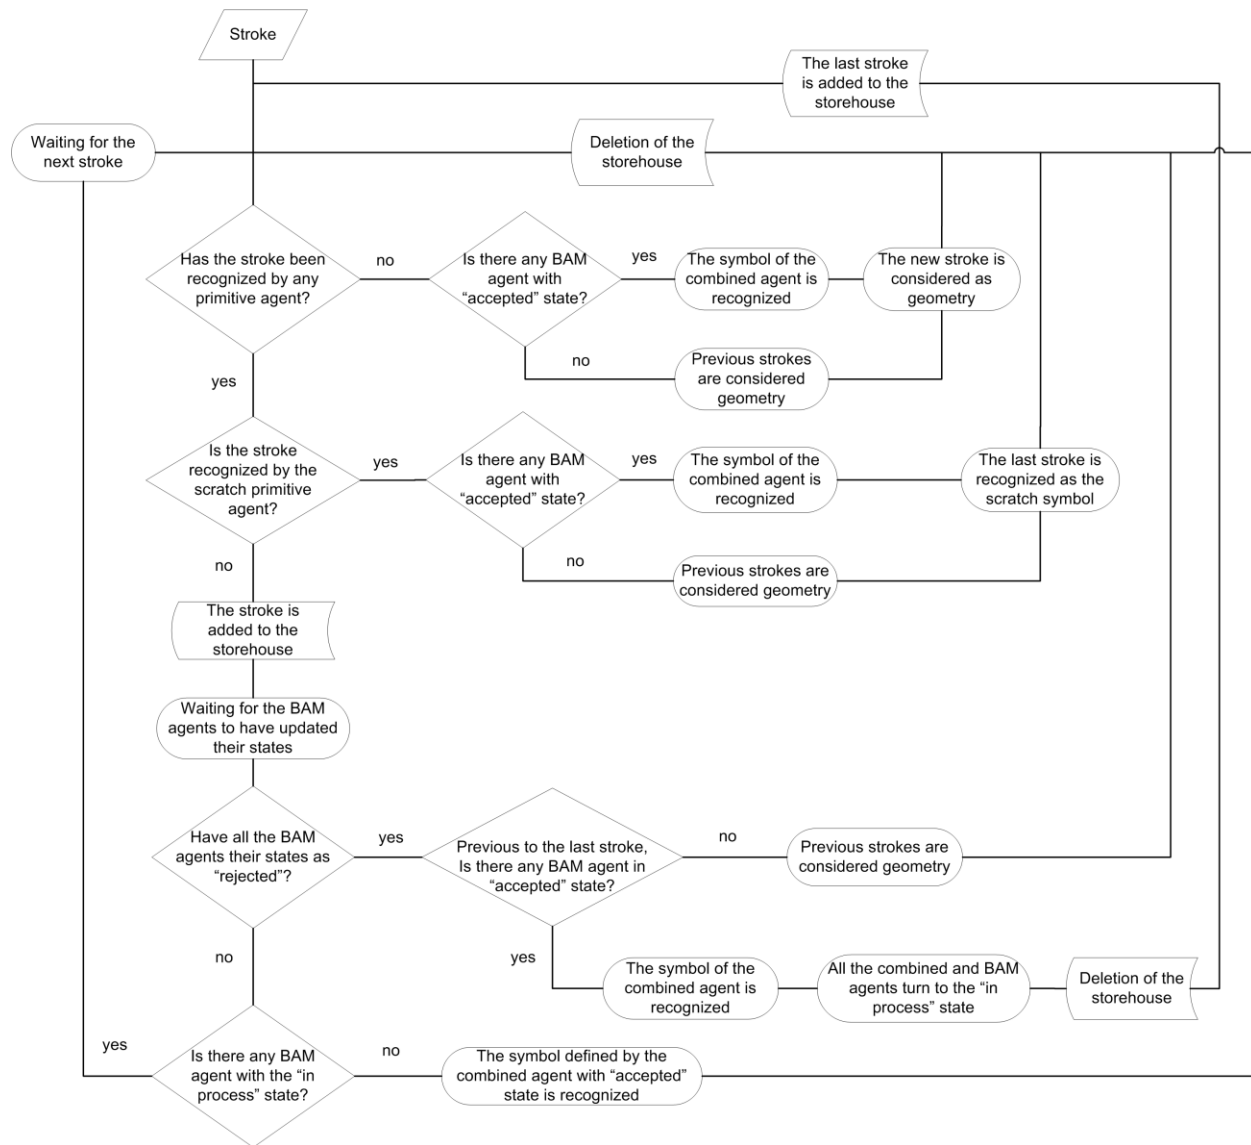 Stroke
The last stroke
is added to the
storehouse
Waiting for the
next stroke
Deletion of the
storehouse
Has the stroke been
recognized by any
primitive agent?
no
Is there any BAM
agent with
“accepted” state?
yes
The symbol of the
combined agent is
recognized
The new stroke is
considered as
geometry
no
Previous strokes
are considered
geometry
yes
Is the stroke
recognized by the
scratch primitive
agent?
yes
Is there any BAM
agent with
“accepted” state?
yes
The symbol of the
combined agent is
recognized
The last stroke is
recognized as the
scratch symbol
no
Previous strokes are
considered geometry
no
The stroke is
added to the
storehouse
Waiting for the BAM
agents to have updated
their states
Have all the BAM
agents their states as
“rejected”?
yes
Previous to the last stroke,
Is there any BAM agent in
“accepted” state?
no
Previous strokes are
considered geometry
yes
The symbol of the
combined agent is
recognized
All the combined and BAM
agents turn to the “in
process” state
Deletion of the
storehouse
no
Is there any BAM
agent with the “in
process” state?
yes
no
The symbol defined by the
combined agent with “accepted”
state is recognized